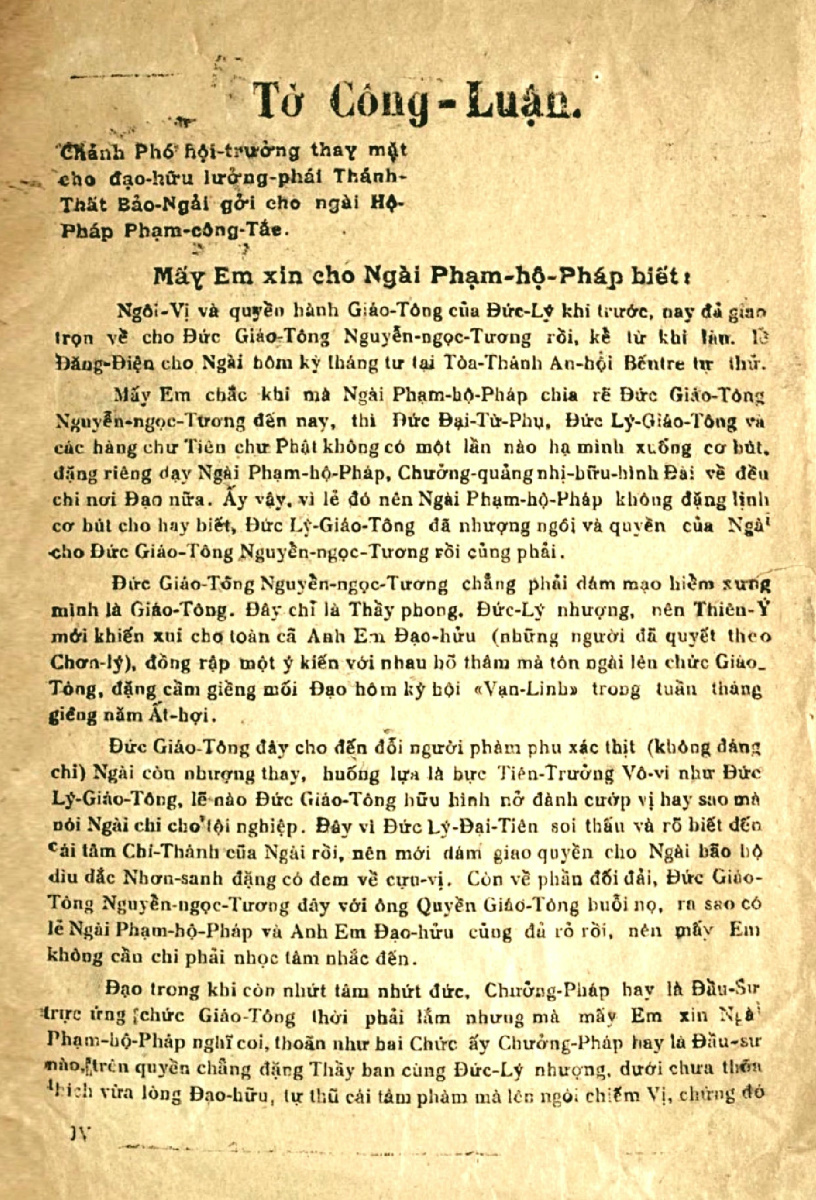 Tờ Công-Luận.
Chánh Phó hội-trưởng thay mặt
cho đạo-hữu lưỡng-phái Thánh-
Thất Bảo-Ngãi gởi cho ngài Hộ-
Pháp Phạm-công-Tắc.
Mấy Em xin cho Ngài Phạm-hộ-Pháp biết:
Ngôi-Vị và quyền hành Giáo-Tông của Đức-Lý khi trước, nay đả giao
trọn về cho Đức Giáo-Tông Nguyễn-ngọc-Tương rồi, kể từ khi làm lễ
Đăng-Điện cho Ngài hôm kỳ tháng tư tại Tòa-Thánh An-hội Bếntre tự thử.
Mấy Em chắc khi mà Ngài Phạm-hộ-Pháp chia rẽ Đức Giáo-Tông
Nguyễn-ngọc-Tương đến nay, thì Đức Đại-Từ-Phụ, Đức Lý-Giáo-Tông và
các hàng chư Tiên chư Phật không có một lần nào hạ mình xuống cơ bút,
đặng riêng dạy Ngài Phạm-hộ-Pháp, Chưởng-quảng nhị-hữu-hình Đài về đều
chi nơi Đạo nữa. Ấy vậy, vì lẻ đó nên Ngài Phạm-hộ-Pháp không đặng lịnh
cơ bút cho hay biết, Đức Lý-Giáo-Tông đã nhượng ngôi và quyền của Ngài
cho Đức Giáo-Tông Nguyễn-ngọc-Tương rồi củng phải.
Đức Giáo-Tông Nguyễn-ngọc-Tương chẳng phải dám mạo hiểm xưng
mình là Giáo-Tông. Đây chỉ là Thầy phong, Đức-Lý nhượng, nên Thiên-Ý
mới khiến xui cho toàn cã Anh Em Đạo-hữu (những người đã quyết theo
Chơn-lý), đồng rập một ý kiến với nhau bõ thăm mà tôn ngài lên chức Giáo-
Tông, đặng cầm giềng mối Đạo hôm kỳ hội «Vạn-Linh» trong tuần tháng
giêng năm Ất-hợi.
Đức Giáo-Tông đây cho đến đỗi người phàm phu xác thịt (không đáng
chi) Ngài còn nhượng thay, huống lựa là bực Tiên-Trưởng Vô-vi như Đức
Lý-Giáo-Tông, lẽ nào Đức Giáo-Tông hữu hình nở đành cướp vị hay sao mà
nói Ngài chi cho tội nghiệp. Đây vì Đức Lý-Đại-Tiên soi thấu và rõ biết đến
cái tâm Chí-Thánh của Ngài rồi, nên mới dám giao quyền cho Ngài bão hộ
dìu dắc Nhơn-sanh đặng có đem về cựu-vị. Còn về phần đối đải, Đức Giáo-
Tông Nguyễn-ngọc-Tương đây với ông Quyền Giáo-Tông buổi nọ, ra sao có
lẻ Ngài Phạm-hộ-Pháp và Anh Em Đạo-hữu củng đủ rỏ rồi, nên mấy Em
không cần chi phải nhọc tâm nhắc đến.
Đạo trong khi còn nhứt tâm nhứt đức, Chưởng-Pháp hay là Đầu-Sư
trực ứng chức Giáo-Tông thời phải lắm nhưng mà mấy Em xin Ngài
Phạm-hộ-Pháp nghĩ coi, thoãn như hai Chức ấy Chưởng-Pháp hay là Đầu-sư
nào, trên quyền chẳng đặng Thầy ban cùng Đức-Lý nhượng, dưới chưa thỏa
thích vừa lòng Đạo-hữu, tự thũ cái tâm phàm mà lên ngôi chiếm Vị, chừng đó
IV